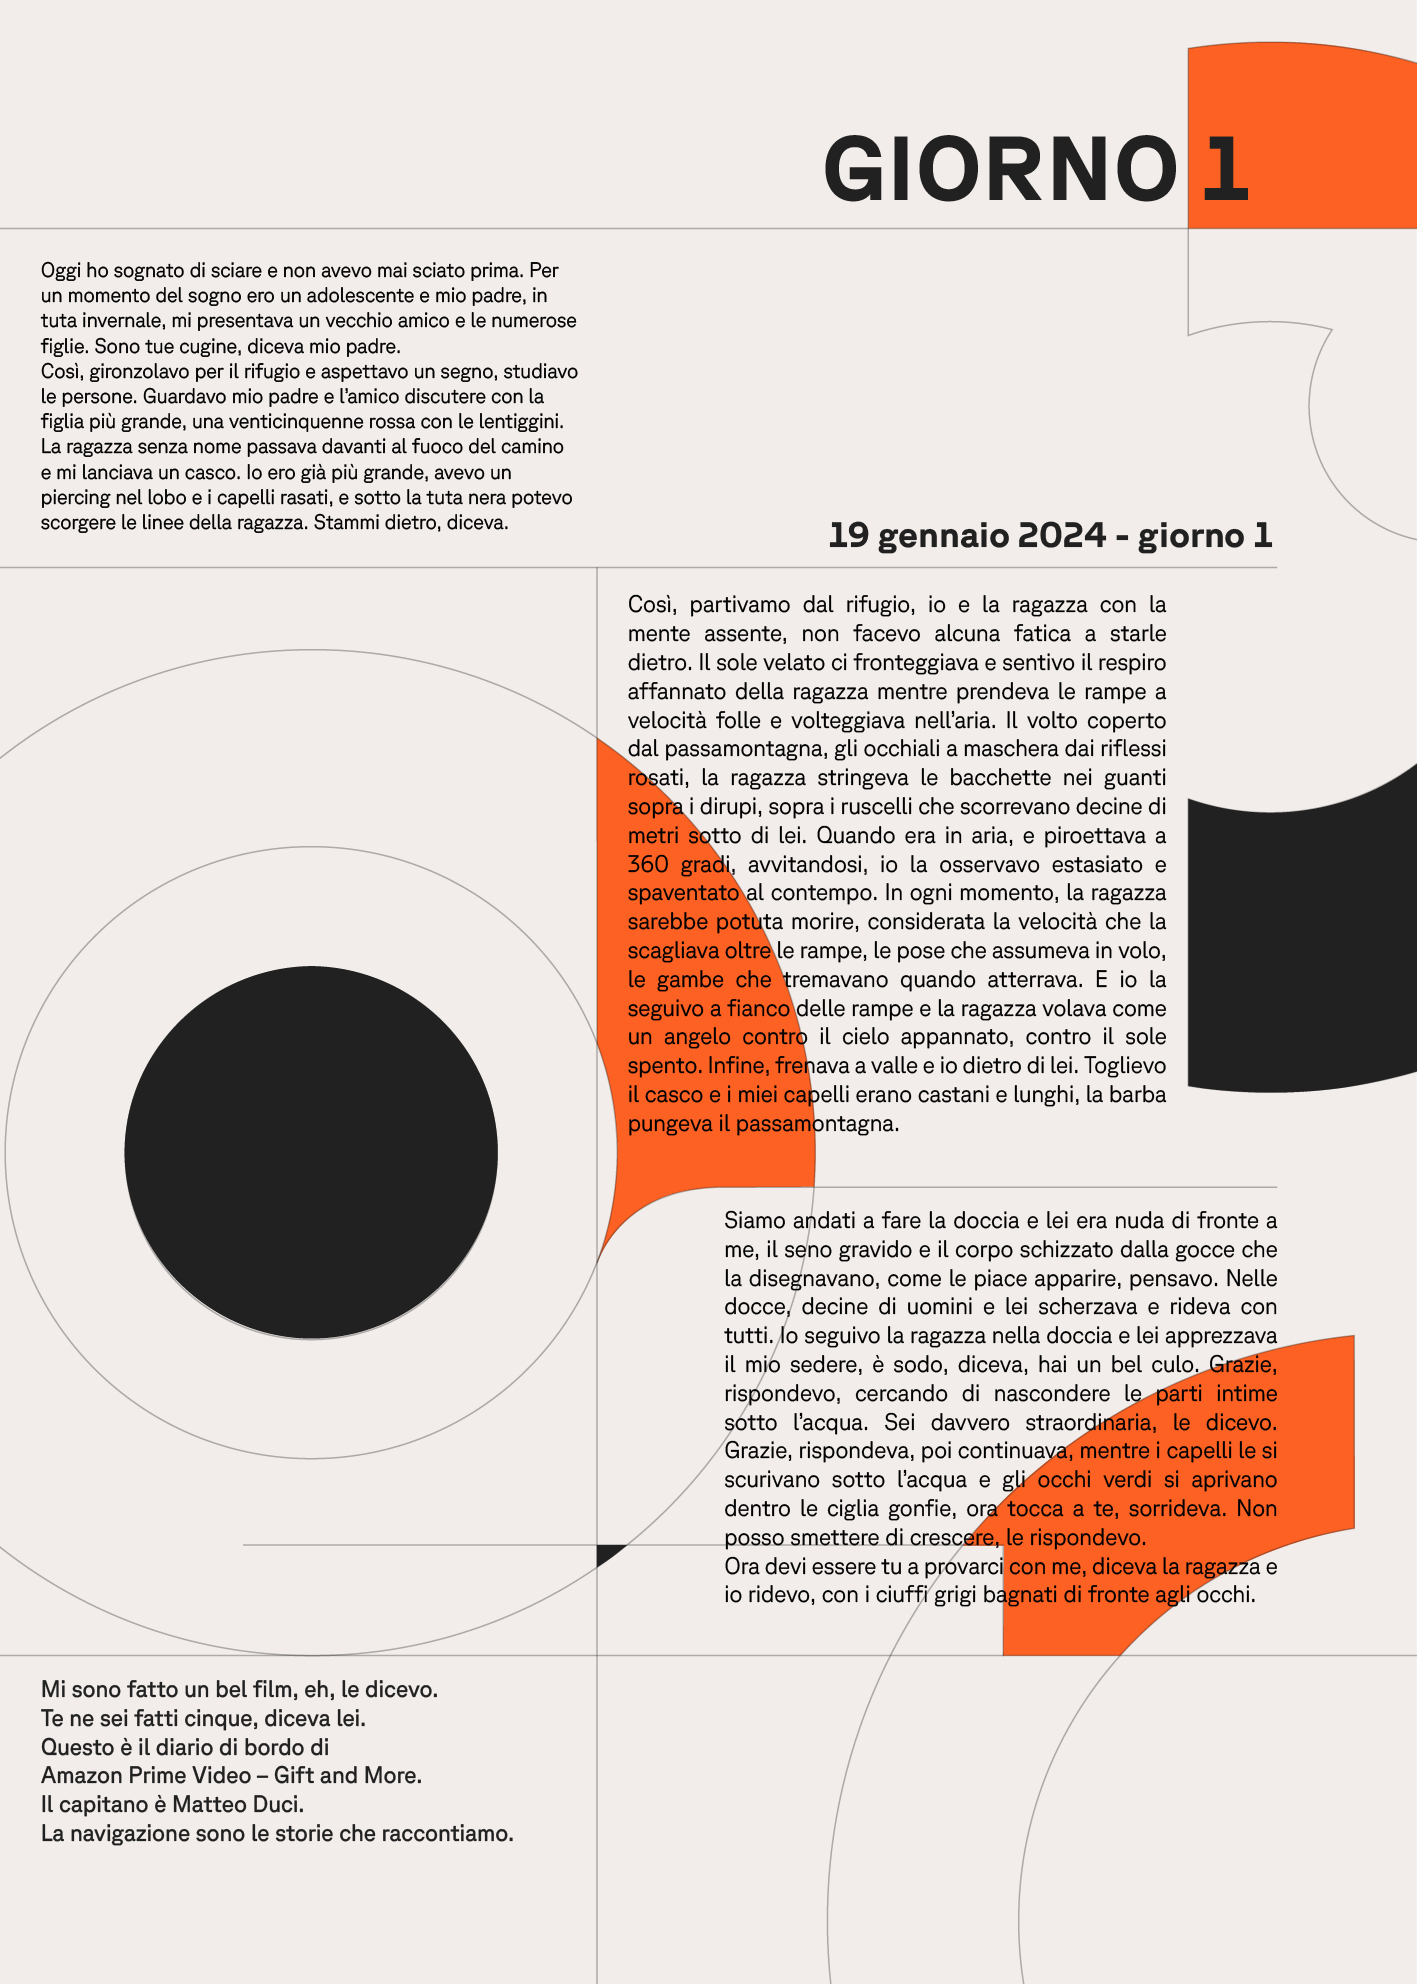 GIORNO 1
Oggi ho sognato di sciare e non avevo mai sciato prima. Per
un momento del sogno ero un adolescente e mio padre, in
tuta invernale, mi presentava un vecchio amico e le numerose
figlie. Sono tue cugine, diceva mio padre.
Così, gironzolavo per il rifugio e aspettavo un segno, studiavo
le persone. Guardavo mio padre e l'amico discutere con la
figlia più grande, una venticinquenne rossa con le lentiggini.
La ragazza senza nome passava davanti al fuoco del camino
e mi lanciava un casco. Io ero già più grande, avevo un
piercing nel lobo e i capelli rasati, e sotto la tuta nera potevo
scorgere le linee della ragazza. Stammi dietro, diceva.
19 gennaio 2024 - giorno 1
Così, partivamo dal rifugio, io e la ragazza con la
mente assente, non facevo alcuna fatica a starle
dietro. Il sole velato ci fronteggiava e sentivo il respiro
affannato della ragazza mentre prendeva le rampe a
velocità folle e volteggiava nell'aria. Il volto coperto
dal passamontagna, gli occhiali a maschera dai riflessi
rosati, la ragazza stringeva le bacchette nei guanti
sopra i dirupi, sopra i ruscelli che scorrevano decine di
metri sotto di lei. Quando era in aria, e piroettava a
360 gradi, avvitandosi, io la osservavo estasiato e
spaventato al contempo. In ogni momento, la ragazza
sarebbe potuta morire, considerata la velocità che la
scagliava oltre le rampe, le pose che assumeva in volo,
le gambe che tremavano quando atterrava. E io la
seguivo a fianco delle rampe e la ragazza volava come
un angelo contro il cielo appannato, contro il sole
spento. Infine, frenava a valle e io dietro di lei. Toglievo
il casco e i miei capelli erano castani e lunghi, la barba
pungeva il passamontagna.
Siamo andati a fare la doccia e lei era nuda di fronte a
me, il seno gravido e il corpo schizzato dalla gocce che
la disegnavano, come le piace apparire, pensavo. Nelle
docce, decine di uomini e lei scherzava e rideva con
tutti. Io seguivo la ragazza nella doccia e lei apprezzava
il mio sedere, è sodo, diceva, hai un bel culo. Grazie,
rispondevo, cercando di nascondere le parti intime
sotto l'acqua. Sei davvero straordinaria, le dicevo.
Grazie, rispondeva, poi continuava, mentre i capelli le si
scurivano sotto l'acqua e gli occhi verdi si aprivano
dentro le ciglia gonfie, ora tocca a te, sorrideva. Non
posso smettere di crescere, le rispondevo.
Ora devi essere tu a provarci con me, diceva la ragazza e
io ridevo, con i ciuffi grigi bagnati di fronte agli occhi.
Mi sono fatto un bel film, eh, le dicevo.
Te ne sei fatti cinque, diceva lei.
Questo è il diario di bordo di
Amazon Prime Video – Gift and More.
Il capitano è Matteo Duci.
La navigazione sono le storie che raccontiamo.